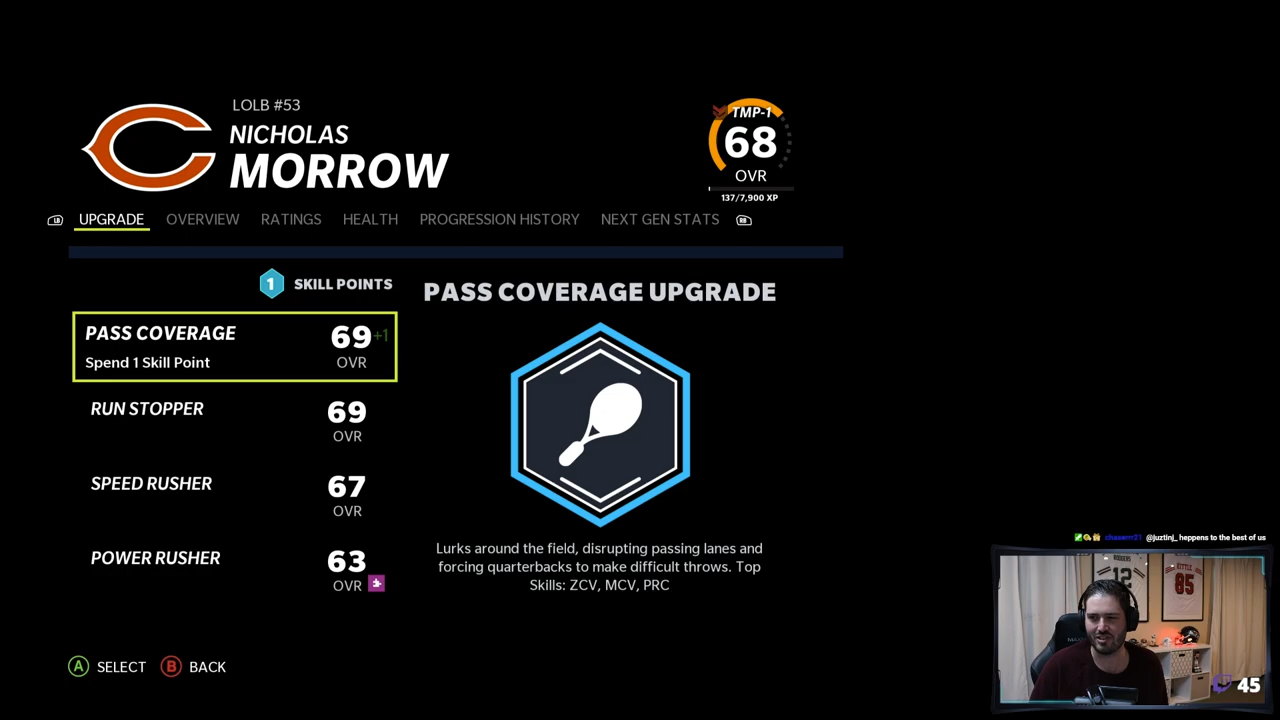 LOLB #53
NICHOLAS
MORROW
TMP-1
68
OVR
137/7,900 XP
LB UPGRADE OVERVIEW RATINGS HEALTH PROGRESSION HISTORY NEXT GEN STATS RB
1 SKILL POINTS
PASS COVERAGE 69 +1
Spend 1 Skill Point OVR
RUN STOPPER 69
OVR
SPEED RUSHER 67
OVR
POWER RUSHER 63
OVR
PASS COVERAGE UPGRADE
Lurks around the field, disrupting passing lanes and
forcing quarterbacks to make difficult throws. Top
Skills: ZCV, MCV, PRC
A SELECT B BACK
@juztinj_ heppens to the best of us
12
KITTLE
85
45